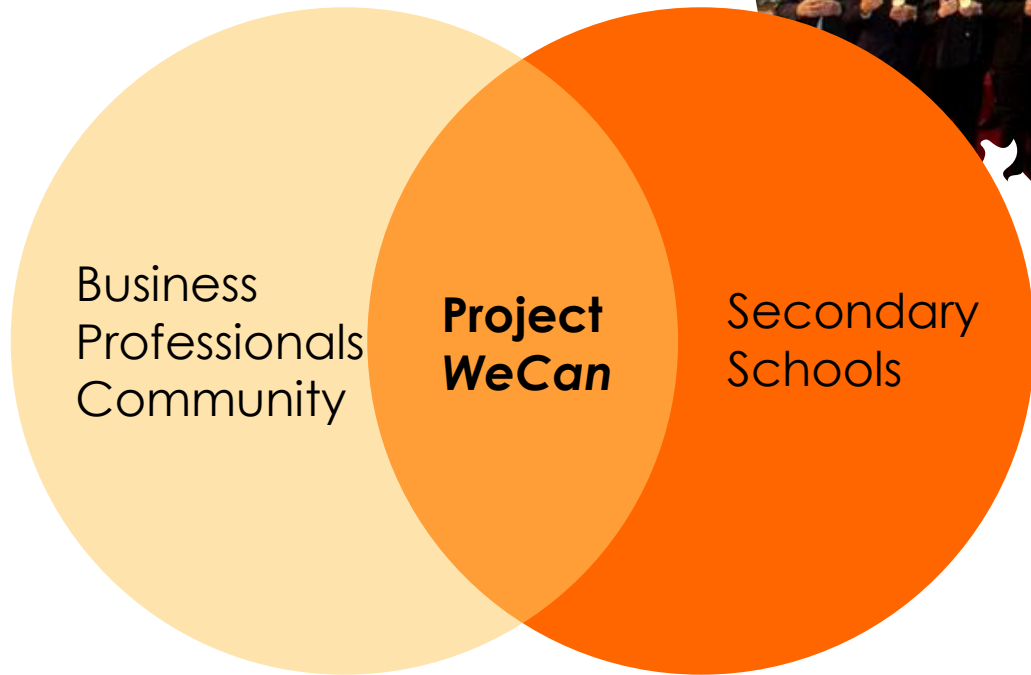 Business
Professionals
Community
Project
WeCan
Secondary
Schools